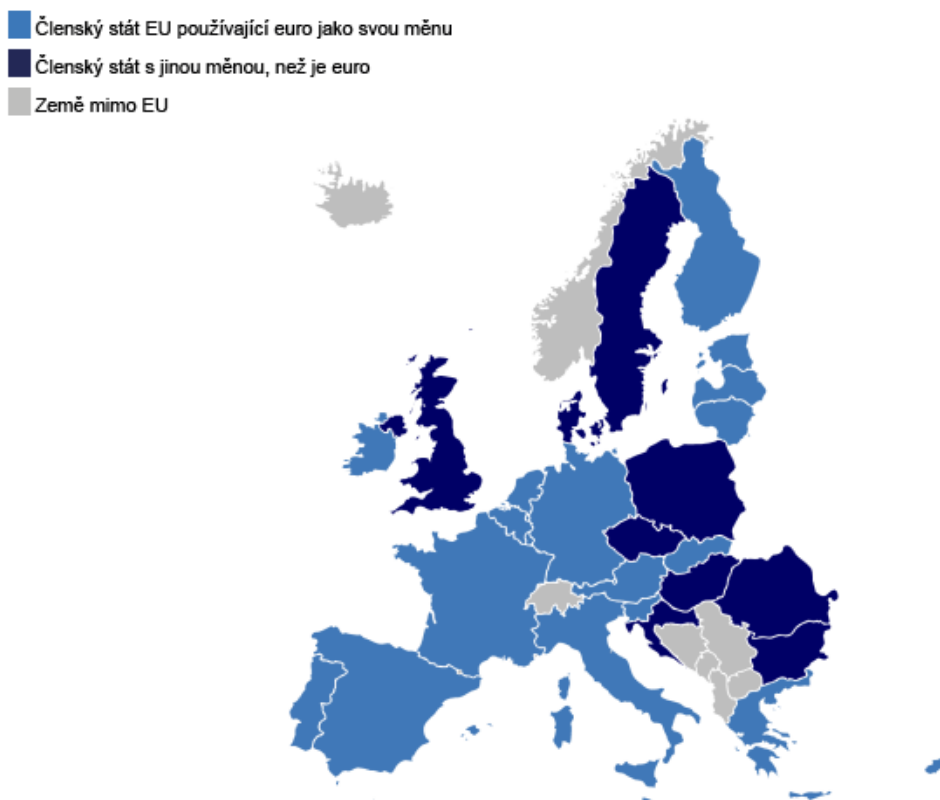 Členský stát EU používající euro jako svou měnu
Členský stát s jinou měnou, než je euro
Země mimo EU